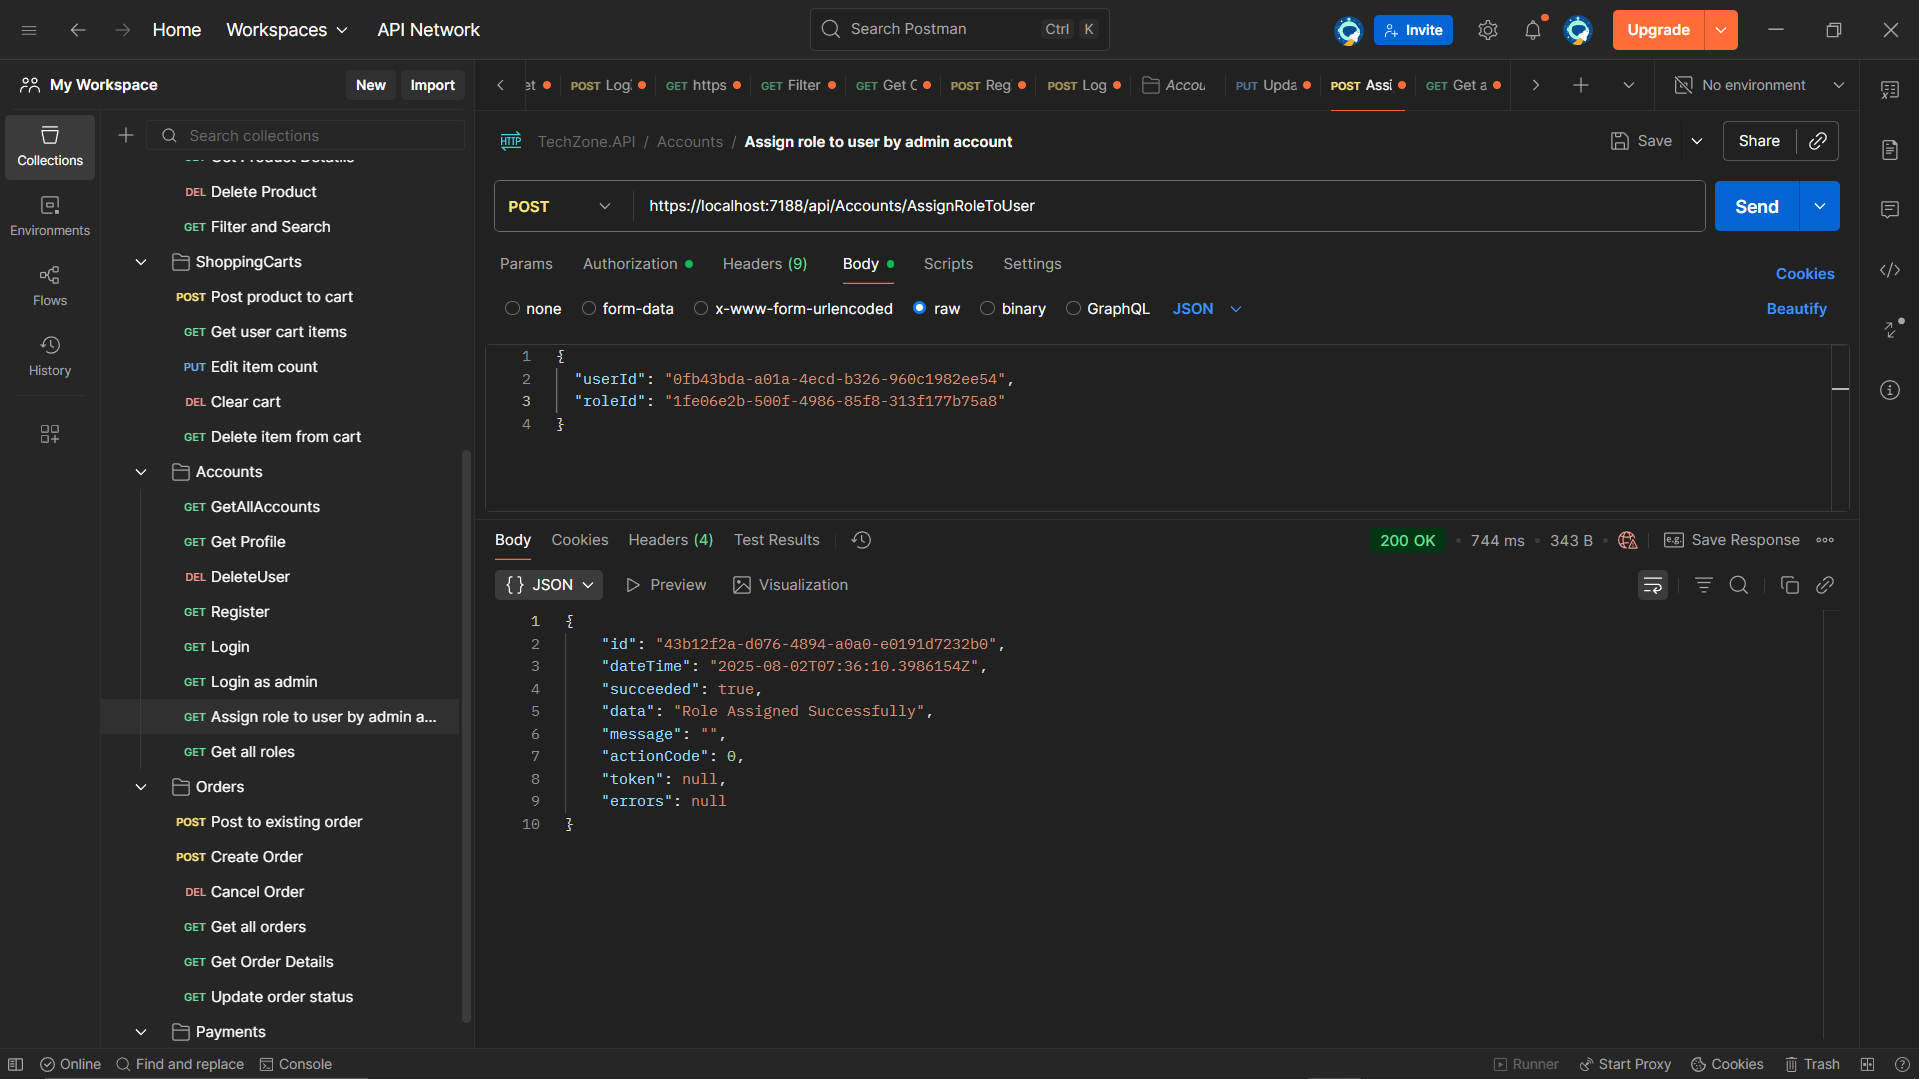 Home
Workspaces
API Network
Search Postman
Ctrl
K
Invite
Upgrade
My Workspace
New
Import
et
POST Log
GET https
GET Filter
GET Get C
POST Reg
POST Log
Accou
PUT Upda
POST Assi
GET Get a
No environment
Collections
Environments
Flows
History
Search collections
Get Product Details
DEL Delete Product
GET Filter and Search
ShoppingCarts
POST Post product to cart
GET Get user cart items
PUT Edit item count
DEL Clear cart
GET Delete item from cart
Accounts
GET GetAllAccounts
GET Get Profile
DEL DeleteUser
GET Register
GET Login
GET Login as admin
GET Assign role to user by admin a...
GET Get all roles
Orders
POST Post to existing order
POST Create Order
DEL Cancel Order
GET Get all orders
GET Get Order Details
GET Update order status
Payments
HTTP TechZone.API / Accounts / Assign role to user by admin account
Save
Share
POST
https://localhost:7188/api/Accounts/AssignRoleToUser
Send
Params
Authorization
Headers (9)
Body
Scripts
Settings
Cookies
none
form-data
x-www-form-urlencoded
raw
binary
GraphQL
JSON
Beautify
1 {
2 "userId": "0fb43bda-a01a-4ecd-b326-960c1982ee54",
3 "roleId": "1fe06e2b-500f-4986-85f8-313f177b75a8"
4 }
Body
Cookies
Headers (4)
Test Results
200 OK
744 ms
343 B
e.g. Save Response
{} JSON
Preview
Visualization
1 {
2 "id": "43b12f2a-d076-4894-a0a0-e0191d7232b0",
3 "dateTime": "2025-08-02T07:36:10.3986154Z",
4 "succeeded": true,
5 "data": "Role Assigned Successfully",
6 "message": "",
7 "actionCode": 0,
8 "token": null,
9 "errors": null
10 }
Online
Find and replace
Console
Runner
Start Proxy
Cookies
Trash